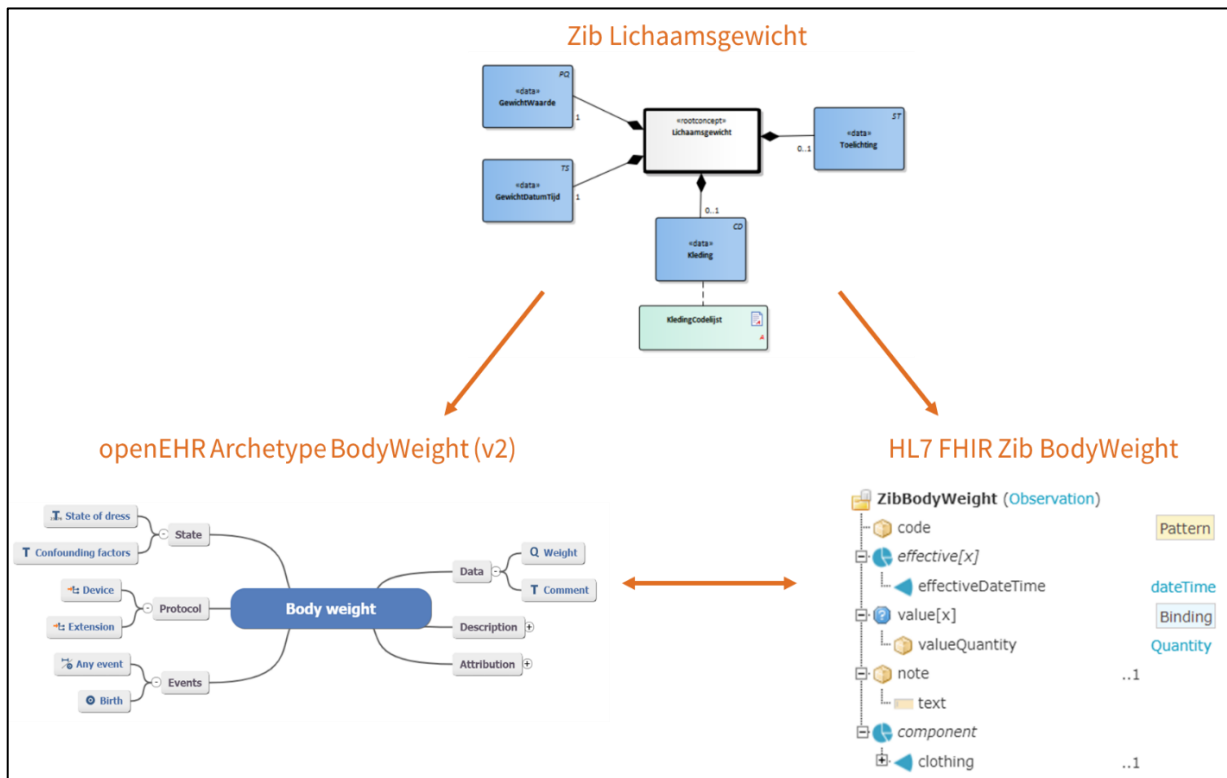 Zib Lichaamsgewicht
PQ
«data»
GewichtWaarde
1
«rootconcept»
Lichaamsgewicht
ST
«data»
Toelichting
0..1
TS
«data»
GewichtDatumTijd
1
0..1
CD
«data»
Kleding
KledingCodelijst
openEHR Archetype BodyWeight (v2)
T State of dress
T Confounding factors
State
Device
Extension
Protocol
Any event
Birth
Events
Body weight
Data
Q Weight
T Comment
Description
Attribution
HL7 FHIR Zib BodyWeight
ZibBodyWeight (Observation)
code Pattern
effective[x]
effectiveDateTime dateTime
value[x] Binding
valueQuantity Quantity
note ..1
text
component
clothing ..1